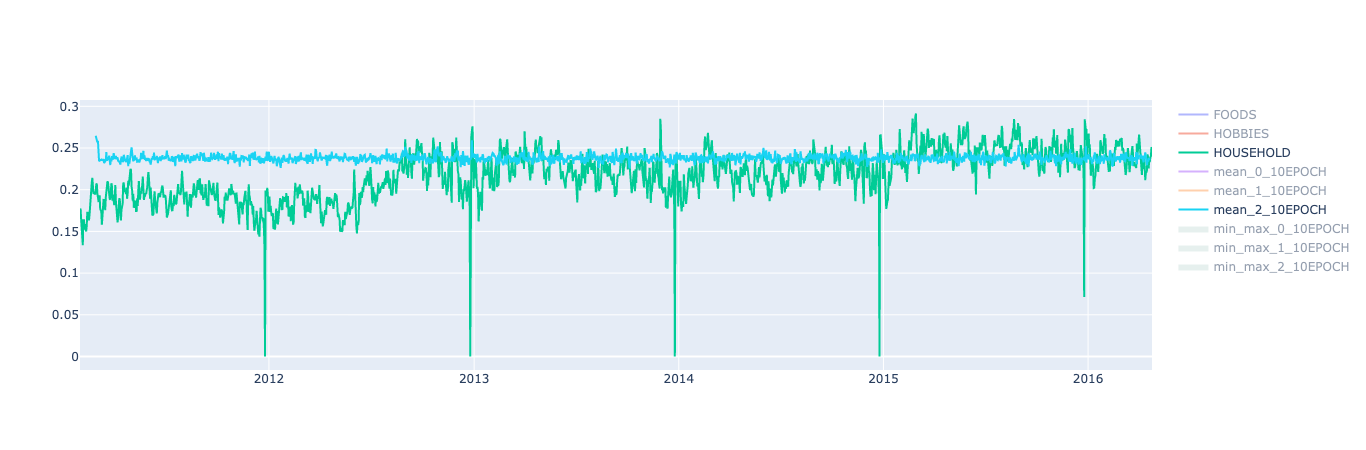 0.3
0.25
0.2
0.15
0.1
0.05
0
2012
2013
2014
2015
2016
FOODS
HOBBIES
HOUSEHOLD
mean_0_10EPOCH
mean_1_10EPOCH
mean_2_10EPOCH
min_max_0_10EPOCH
min_max_1_10EPOCH
min_max_2_10EPOCH